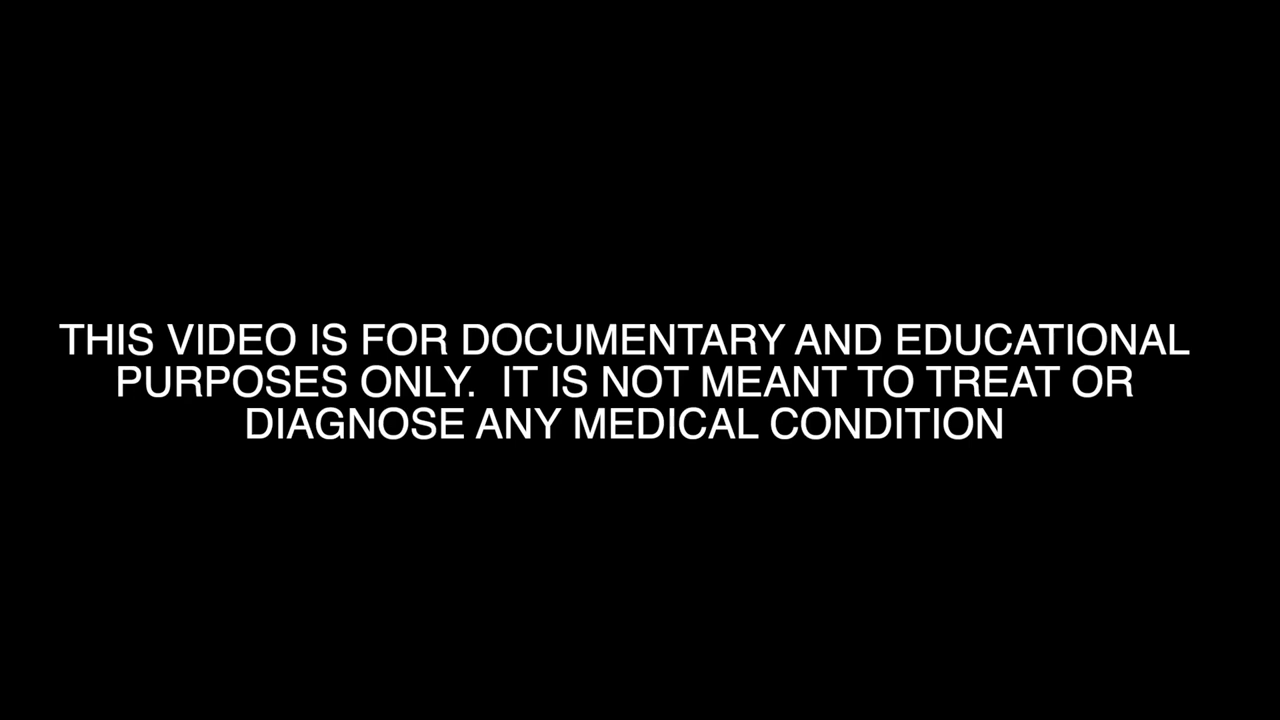 THIS VIDEO IS FOR DOCUMENTARY AND EDUCATIONAL
PURPOSES ONLY.  IT IS NOT MEANT TO TREAT OR
DIAGNOSE ANY MEDICAL CONDITION